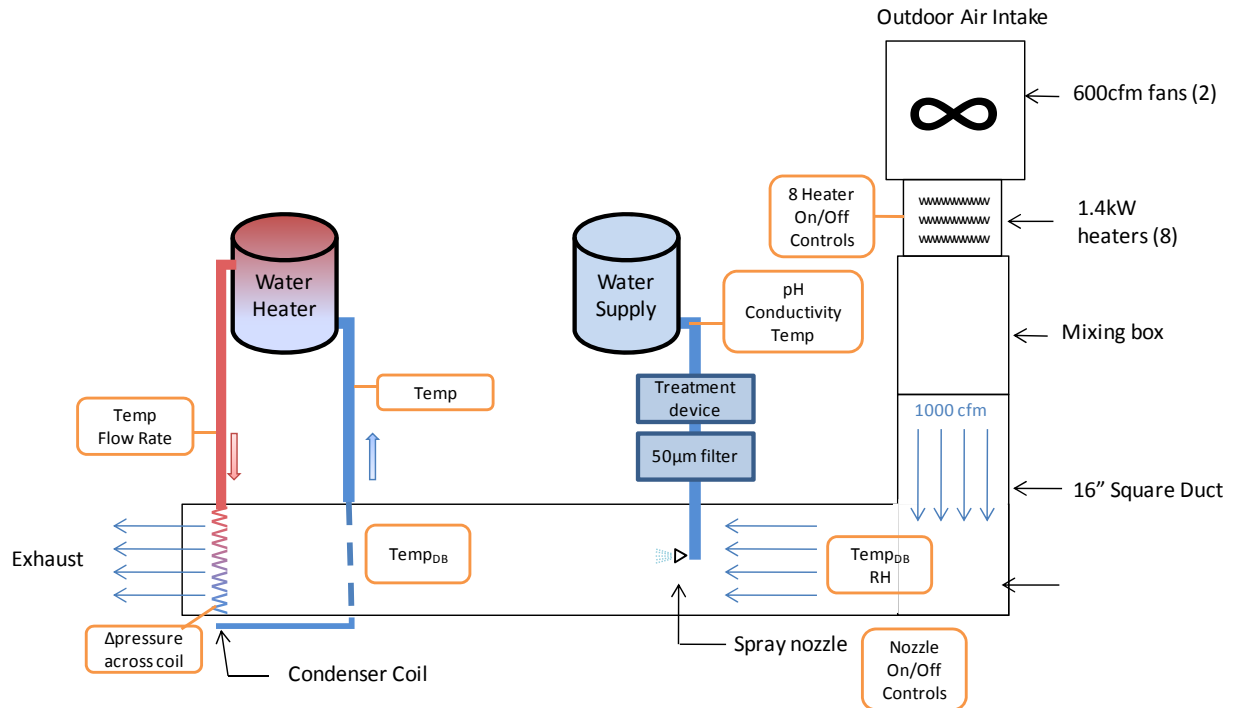 Outdoor Air Intake
600cfm fans (2)
8 Heater
On/Off
Controls
1.4kW
heaters (8)
Water
Heater
Water
Supply
pH
Conductivity
Temp
Mixing box
Temp
Flow Rate
Temp
Treatment
device
50µm filter
1000 cfm
16” Square Duct
Exhaust
TempDB
TempDB
RH
Δpressure
across coil
Condenser Coil
Spray nozzle
Nozzle
On/Off
Controls